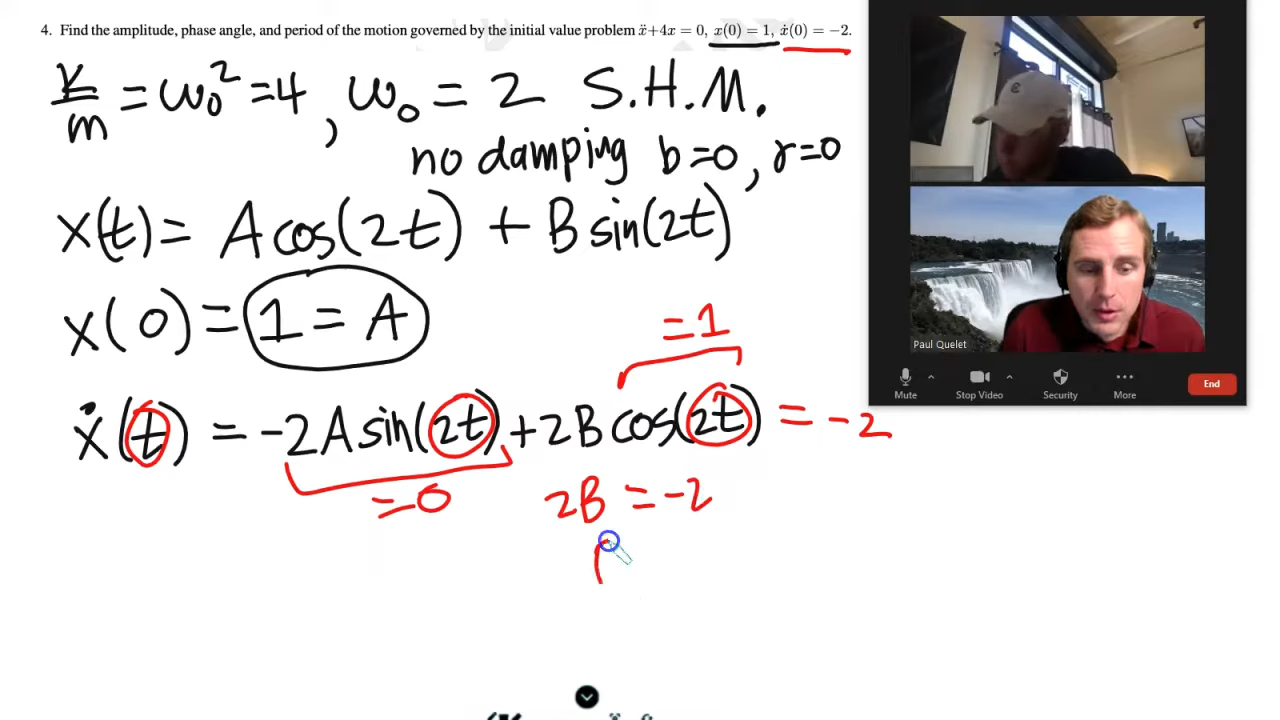 4. Find the amplitude, phase angle, and period of the motion governed by the initial value problem ẍ+4x = 0, x(0) = 1, ẋ(0) = −2.
k/m = ω₀² = 4, ω₀ = 2 S.H.M.
no damping b=0, r=0
x(t) = A cos(2t) + B sin(2t)
x(0) = 1 = A
=1
ẋ(t) = -2A sin(2t) + 2B cos(2t) = -2
=0 2B = -2
Paul Quelet
Mute Stop Video Security More End